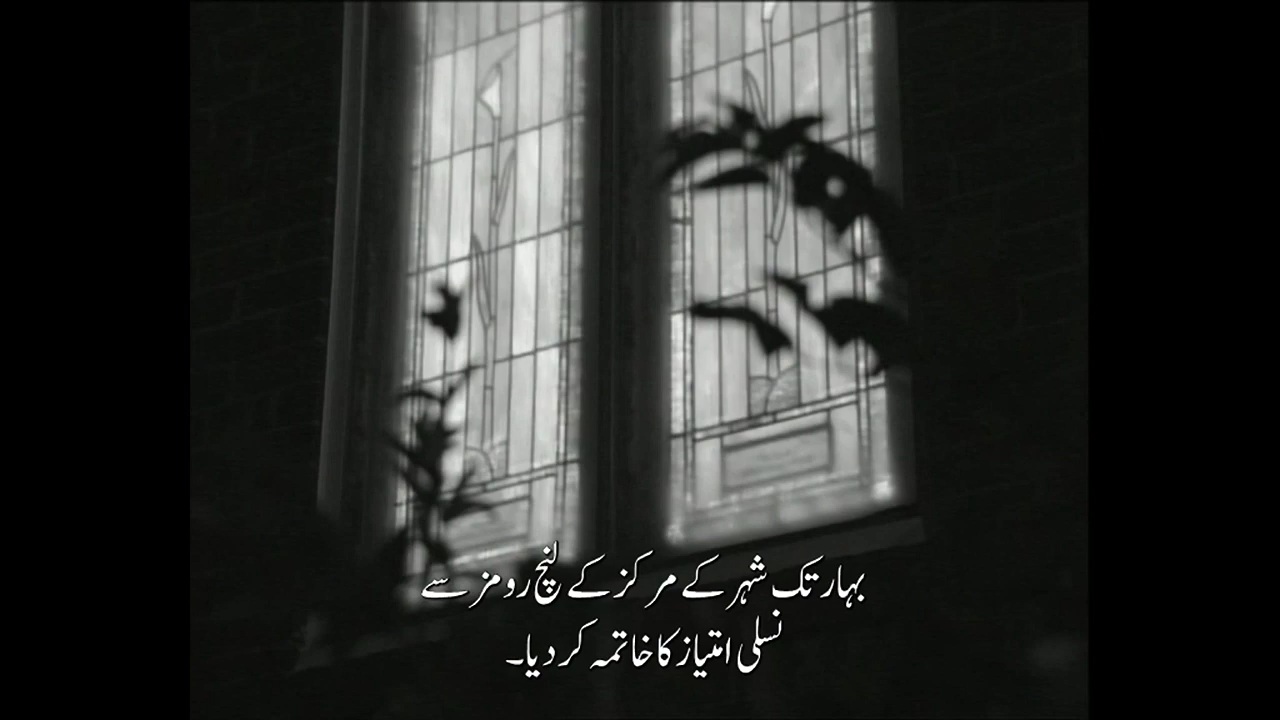 بہار تک شہر کے مرکز کے لنچ رومز سے
نسلی امتیاز کا خاتمہ کر دیا۔